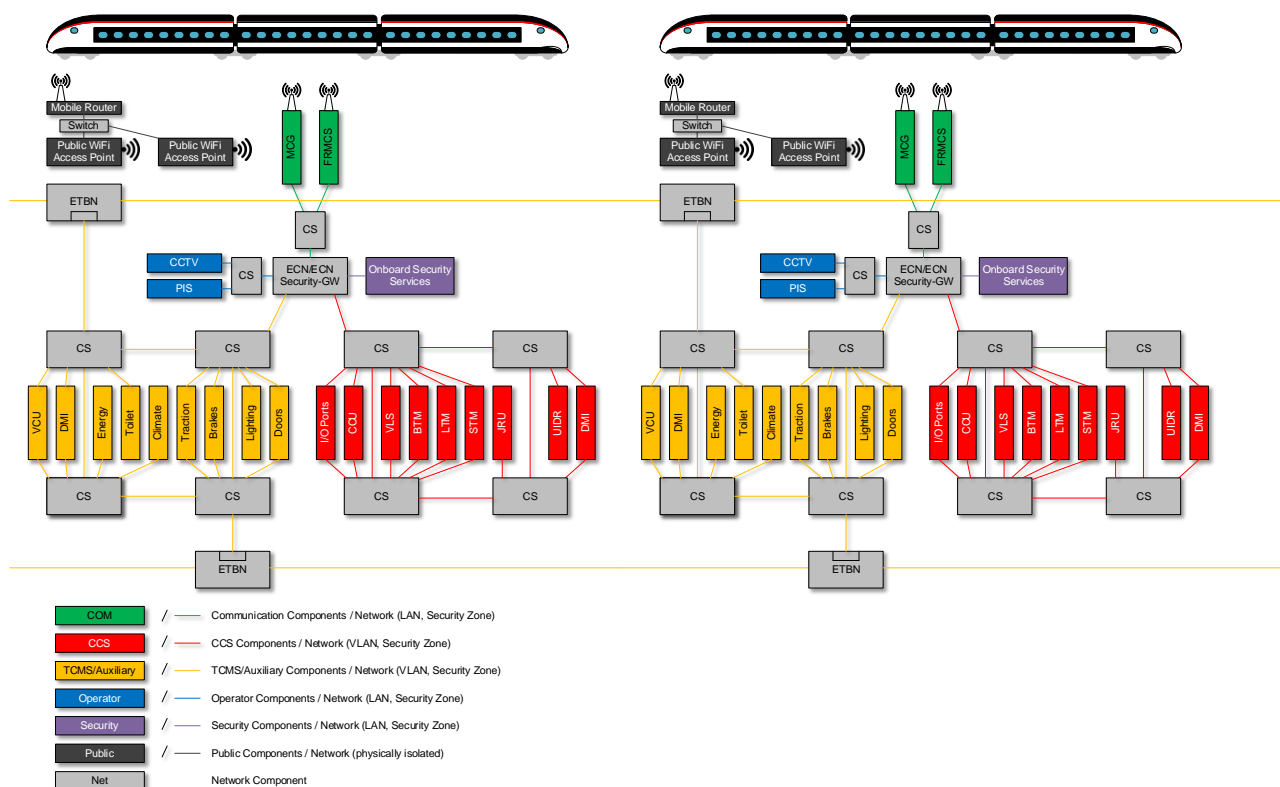 Mobile Router
Switch
Public WiFi
Access Point
Public WiFi
Access Point
MCG
FRMCS
ETBN
CS
CCTV
PIS
CS
ECN/ECN
Security-GW
Onboard Security
Services
CS
CS
CS
CS
VCU
DMI
Energy
Toilet
Climate
Traction
Brakes
Lighting
Doors
I/O Ports
CCU
VLS
BTM
LTM
STM
JRU
UIDR
DMI
CS
CS
CS
CS
ETBN
Mobile Router
Switch
Public WiFi
Access Point
Public WiFi
Access Point
MCG
FRMCS
ETBN
CS
CCTV
PIS
CS
ECN/ECN
Security-GW
Onboard Security
Services
CS
CS
CS
CS
VCU
DMI
Energy
Toilet
Climate
Traction
Brakes
Lighting
Doors
I/O Ports
CCU
VLS
BTM
LTM
STM
JRU
UIDR
DMI
CS
CS
CS
CS
ETBN
COM / Communication Components / Network (LAN, Security Zone)
CCS / CCS Components / Network (VLAN, Security Zone)
TCMS/Auxiliary / TCMS/Auxiliary Components / Network (VLAN, Security Zone)
Operator / Operator Components / Network (LAN, Security Zone)
Security / Security Components / Network (LAN, Security Zone)
Public / Public Components / Network (physically isolated)
Net Network Component